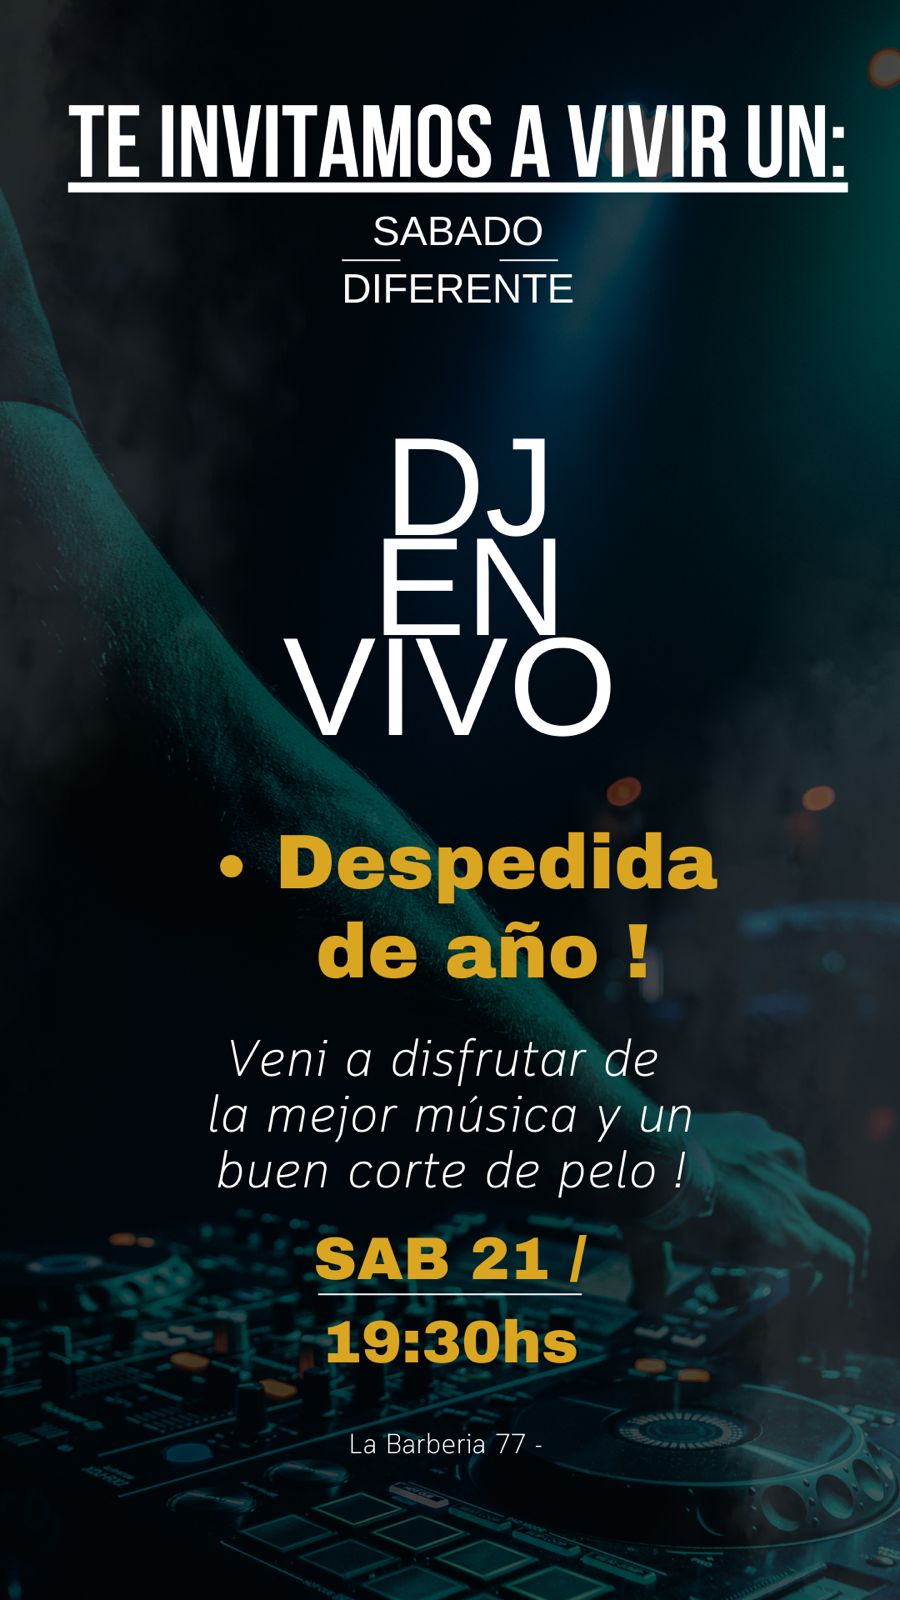 TE INVITAMOS A VIVIR UN:
SABADO
DIFERENTE
DJ
EN
VIVO
• Despedida
de año !
Veni a disfrutar de
la mejor música y un
buen corte de pelo !
SAB 21 /
19:30hs
La Barberia 77 -